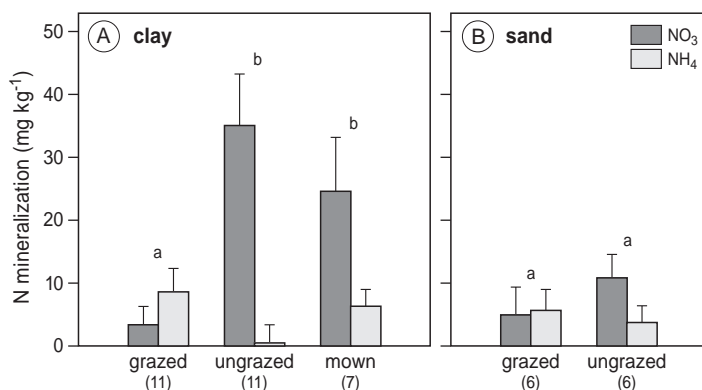 A clay
B sand
NO₃
NH₄
N mineralization (mg kg⁻¹)
50
40
30
20
10
0
a
b
b
a
a
grazed
(11)
ungrazed
(11)
mown
(7)
grazed
(6)
ungrazed
(6)